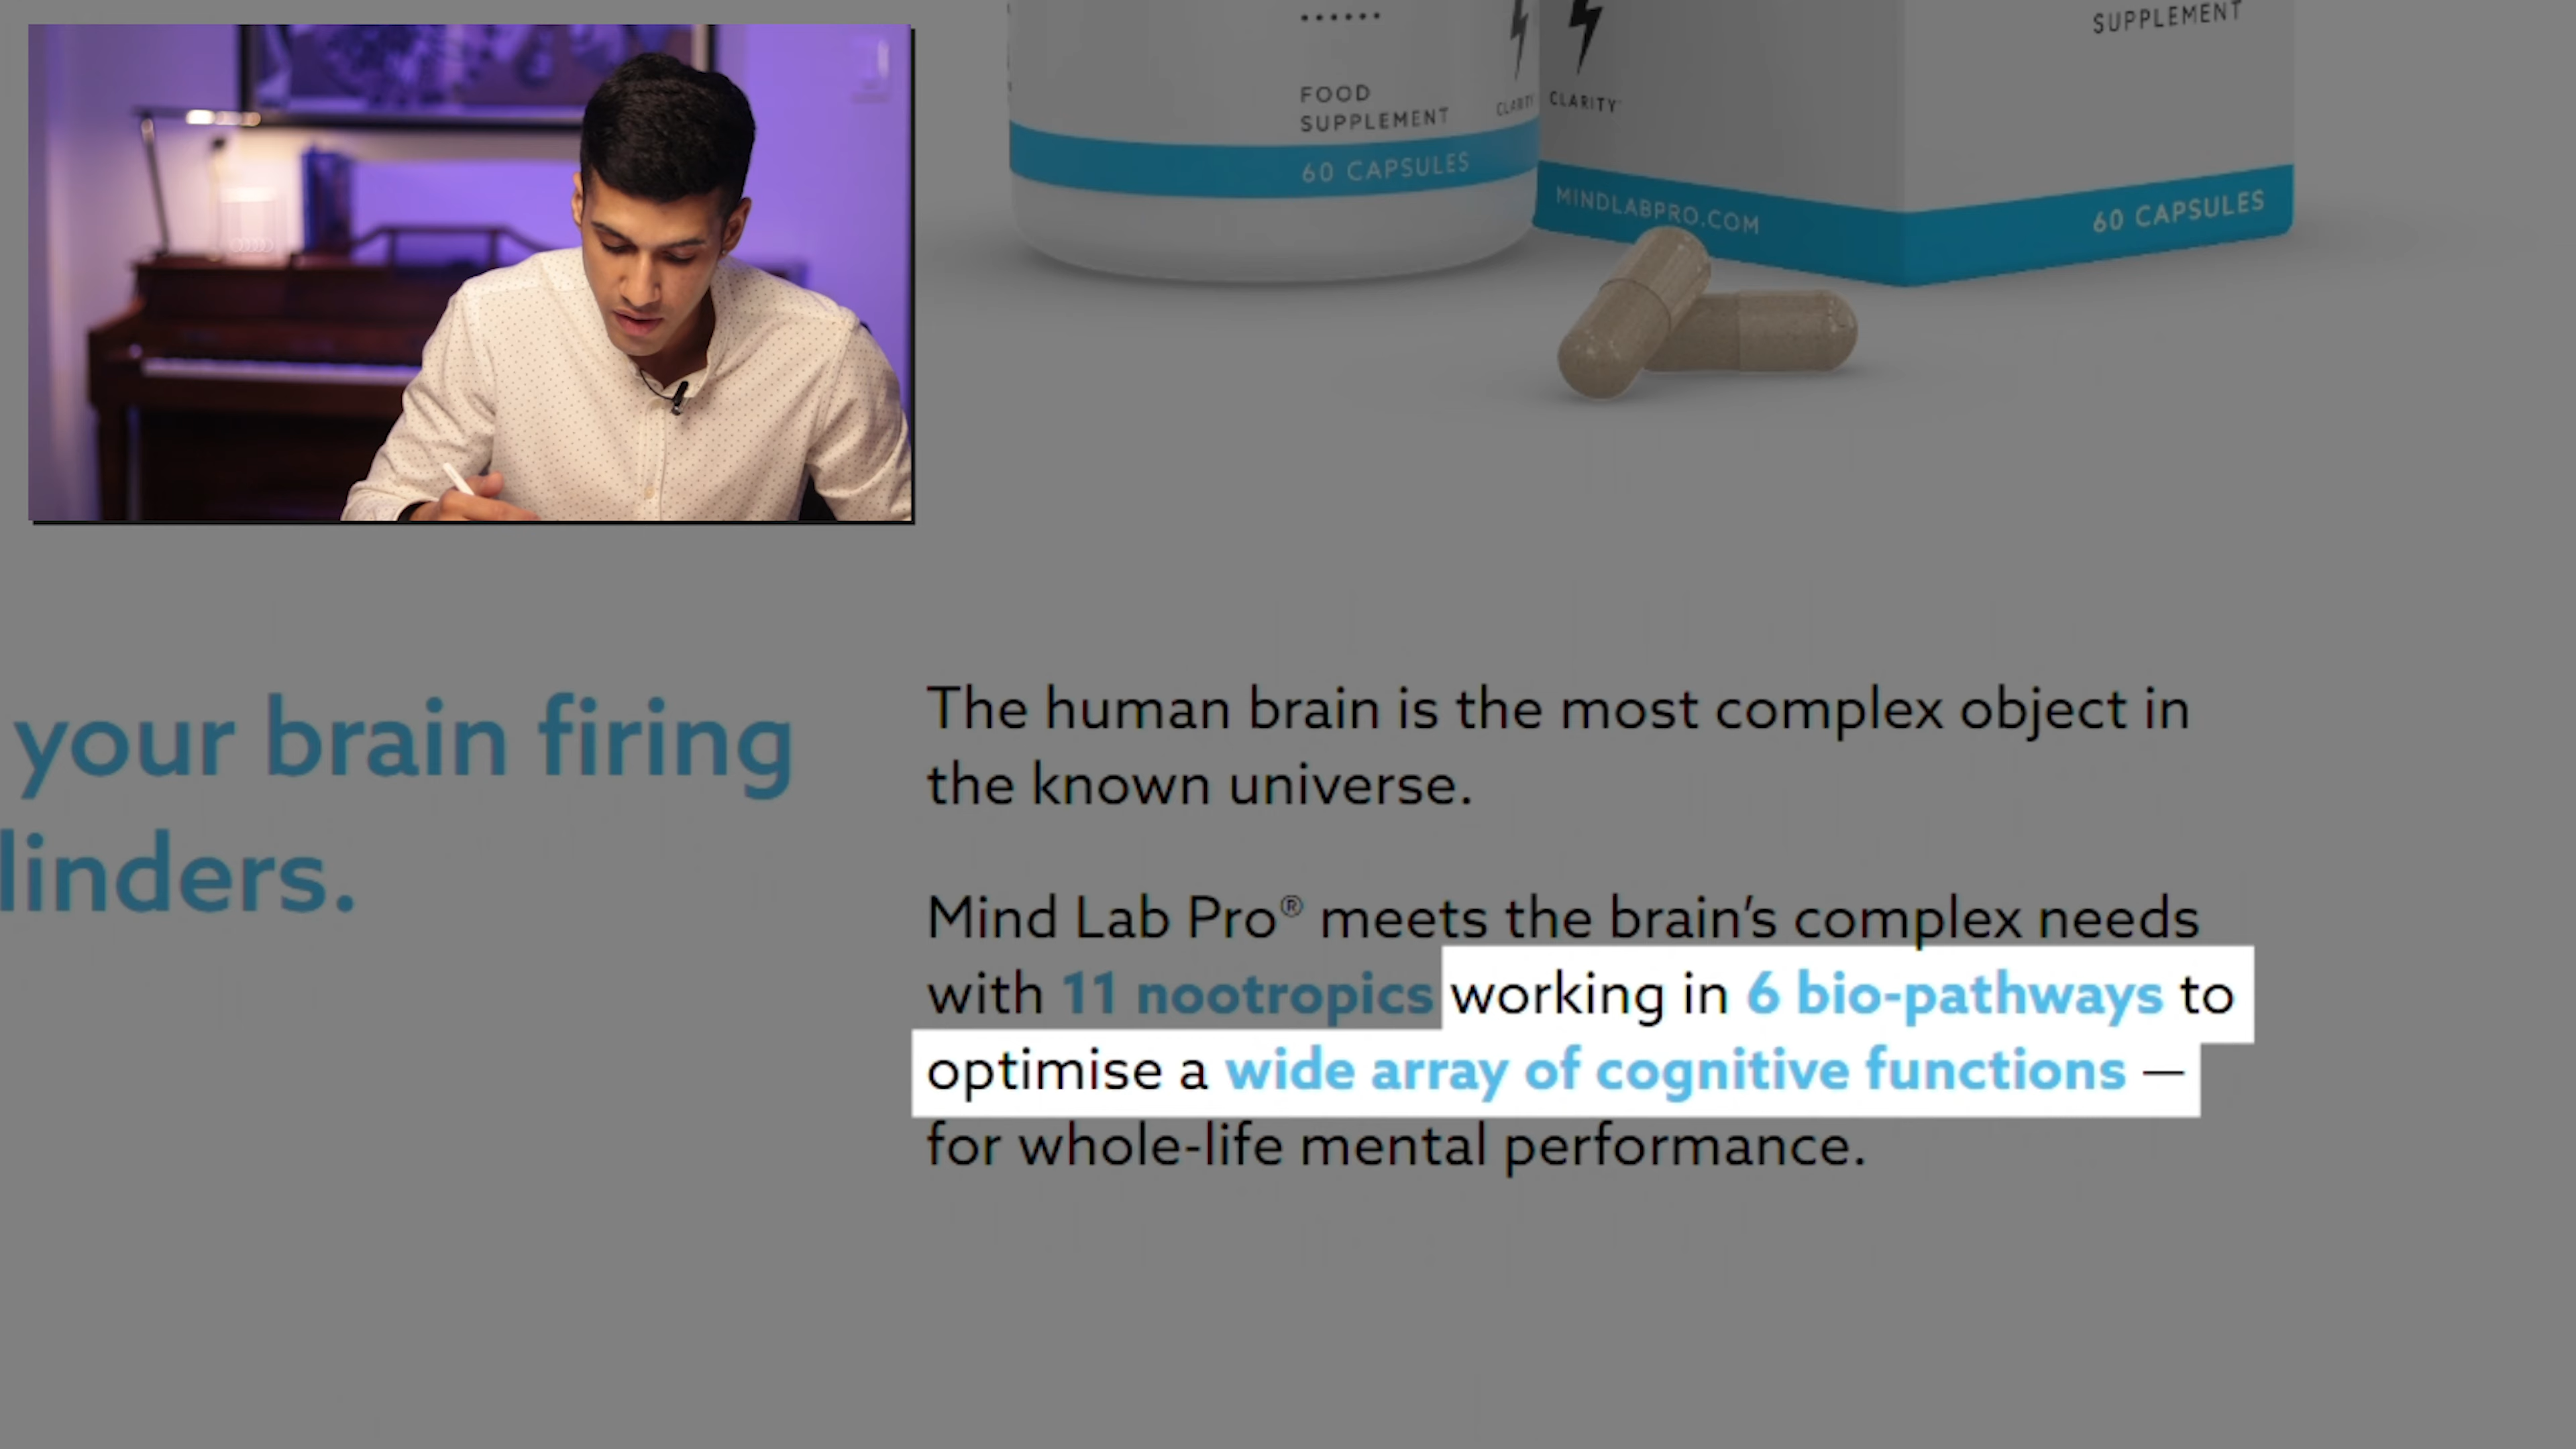 FOOD
SUPPLEMENT
60 CAPSULES
CLARITY
CLARITY
MINDLABPRO.COM
SUPPLEMENT
60 CAPSULES
your brain firing
linders.
The human brain is the most complex object in
the known universe.
Mind Lab Pro® meets the brain’s complex needs
with 11 nootropics working in 6 bio-pathways to
optimise a wide array of cognitive functions —
for whole-life mental performance.